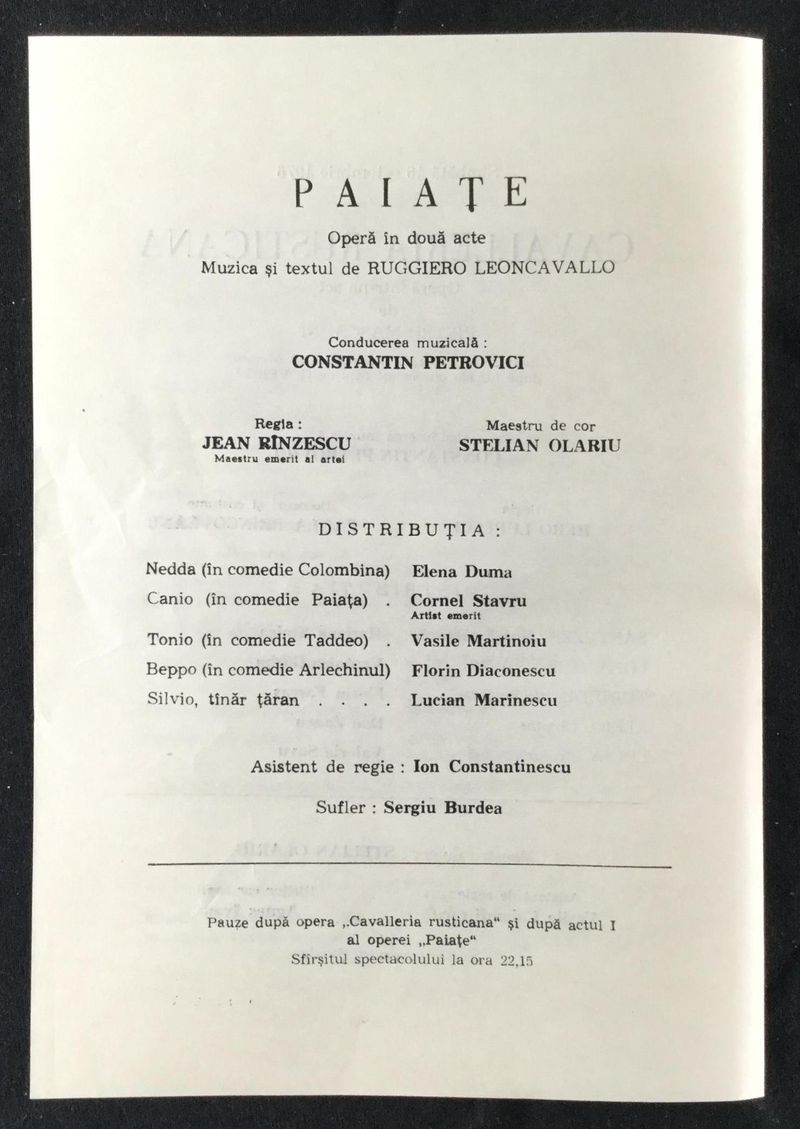 PAIAȚE
Operă în două acte
Muzica și textul de RUGGIERO LEONCAVALLO
Conducerea muzicală :
CONSTANTIN PETROVICI
Regia :
JEAN RÎNZESCU
Maestru emerit al artei
Maestru de cor
STELIAN OLARIU
DISTRIBUȚIA :
Nedda (în comedie Colombina) Elena Duma
Canio (în comedie Paiața) . Cornel Stavru
Artist emerit
Tonio (în comedie Taddeo) . Vasile Martinoiu
Beppo (în comedie Arlechinul) Florin Diaconescu
Silvio, tînăr țăran . . . . Lucian Marinescu
Asistent de regie : Ion Constantinescu
Sufler : Sergiu Burdea
Pauze după opera „Cavalleria rusticana“ și după actul I
al operei „Paiațe“
Sfîrșitul spectacolului la ora 22,15